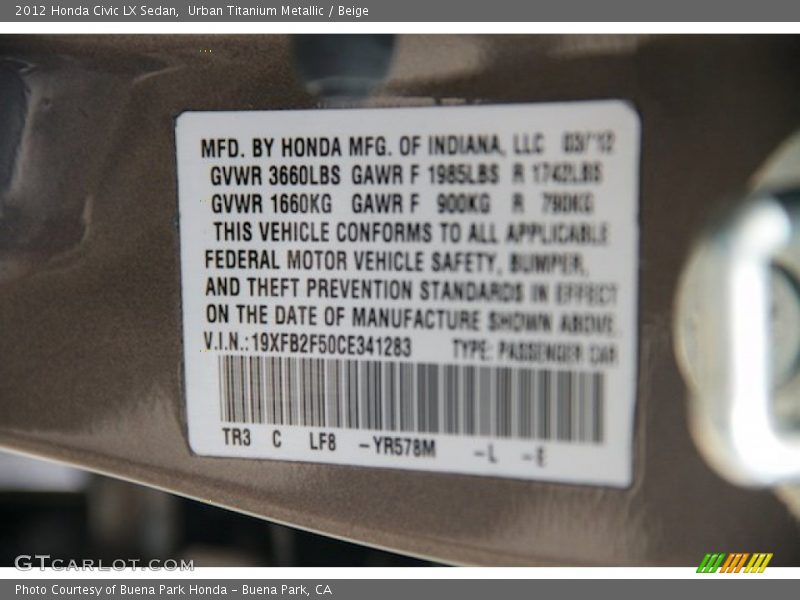 2012 Honda Civic LX Sedan,  Urban Titanium Metallic / Beige
MFD. BY HONDA MFG. OF INDIANA, LLC 03/'12
GVWR 3660LBS GAWR F 1985LBS R 1742LBS
GVWR 1660KG GAWR F 900KG R 790KG
THIS VEHICLE CONFORMS TO ALL APPLICABLE
FEDERAL MOTOR VEHICLE SAFETY, BUMPER,
AND THEFT PREVENTION STANDARDS IN EFFECT
ON THE DATE OF MANUFACTURE SHOWN ABOVE.
V.I.N.:19XFB2F50CE341283 TYPE: PASSENGER CAR
TR3 C LF8 -YR578M -L -E
GTCARLOT.COM
Photo Courtesy of Buena Park Honda - Buena Park, CA